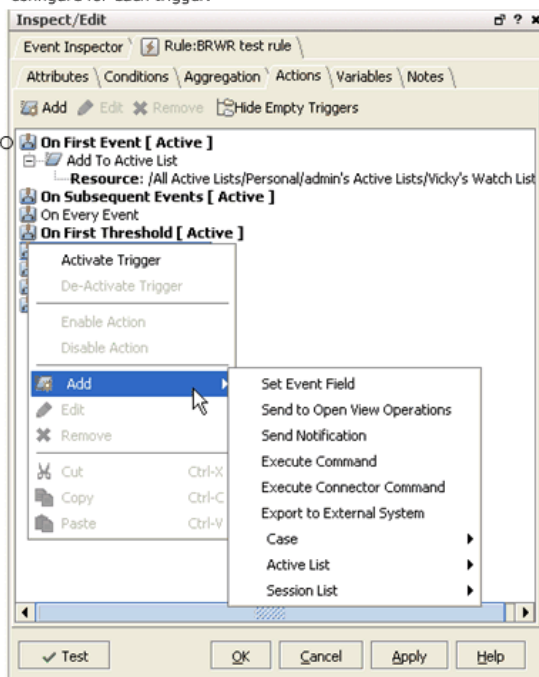 configure for each trigger.
Inspect/Edit
Event Inspector Rule:BRWR test rule
Attributes Conditions Aggregation Actions Variables Notes
Add Edit Remove Hide Empty Triggers
On First Event [ Active ]
Add To Active List
Resource: /All Active Lists/Personal/admin's Active Lists/Vicky's Watch List
On Subsequent Events [ Active ]
On Every Event
On First Threshold [ Active ]
Activate Trigger
De-Activate Trigger
Enable Action
Disable Action
Add
Edit
Remove
Cut Ctrl-X
Copy Ctrl-C
Paste Ctrl-V
Set Event Field
Send to Open View Operations
Send Notification
Execute Command
Execute Connector Command
Export to External System
Case
Active List
Session List
Test OK Cancel Apply Help